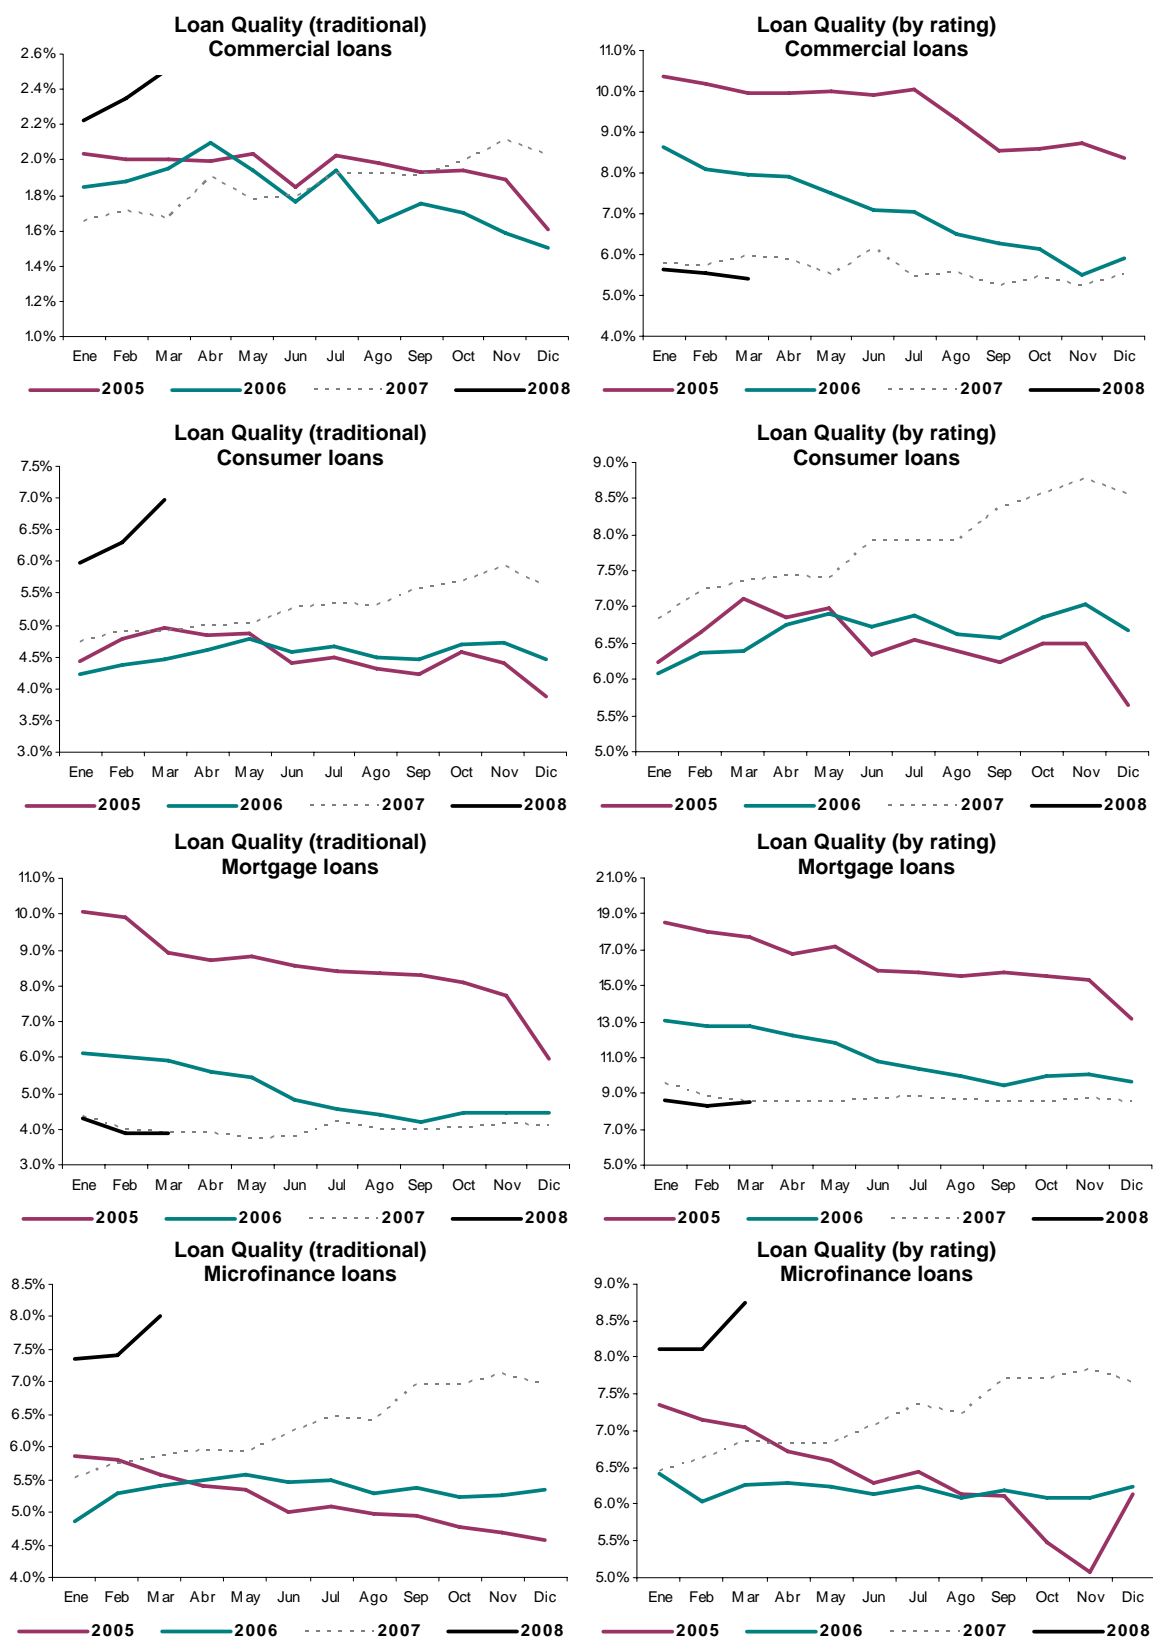 Loan Quality (traditional)
Commercial loans
2.6%
2.4%
2.2%
2.0%
1.8%
1.6%
1.4%
1.2%
1.0%
Ene Feb Mar Abr May Jun Jul Ago Sep Oct Nov Dic
2005 2006 2007 2008
Loan Quality (by rating)
Commercial loans
11.0%
10.0%
9.0%
8.0%
7.0%
6.0%
5.0%
4.0%
Ene Feb Mar Abr May Jun Jul Ago Sep Oct Nov Dic
2005 2006 2007 2008
Loan Quality (traditional)
Consumer loans
7.5%
7.0%
6.5%
6.0%
5.5%
5.0%
4.5%
4.0%
3.5%
3.0%
Ene Feb Mar Abr May Jun Jul Ago Sep Oct Nov Dic
2005 2006 2007 2008
Loan Quality (by rating)
Consumer loans
9.0%
8.5%
8.0%
7.5%
7.0%
6.5%
6.0%
5.5%
5.0%
Ene Feb Mar Abr May Jun Jul Ago Sep Oct Nov Dic
2005 2006 2007 2008
Loan Quality (traditional)
Mortgage loans
11.0%
10.0%
9.0%
8.0%
7.0%
6.0%
5.0%
4.0%
3.0%
Ene Feb Mar Abr May Jun Jul Ago Sep Oct Nov Dic
2005 2006 2007 2008
Loan Quality (by rating)
Mortgage loans
21.0%
19.0%
17.0%
15.0%
13.0%
11.0%
9.0%
7.0%
5.0%
Ene Feb Mar Abr May Jun Jul Ago Sep Oct Nov Dic
2005 2006 2007 2008
Loan Quality (traditional)
Microfinance loans
8.5%
8.0%
7.5%
7.0%
6.5%
6.0%
5.5%
5.0%
4.5%
4.0%
Ene Feb Mar Abr May Jun Jul Ago Sep Oct Nov Dic
2005 2006 2007 2008
Loan Quality (by rating)
Microfinance loans
9.0%
8.5%
8.0%
7.5%
7.0%
6.5%
6.0%
5.5%
5.0%
Ene Feb Mar Abr May Jun Jul Ago Sep Oct Nov Dic
2005 2006 2007 2008